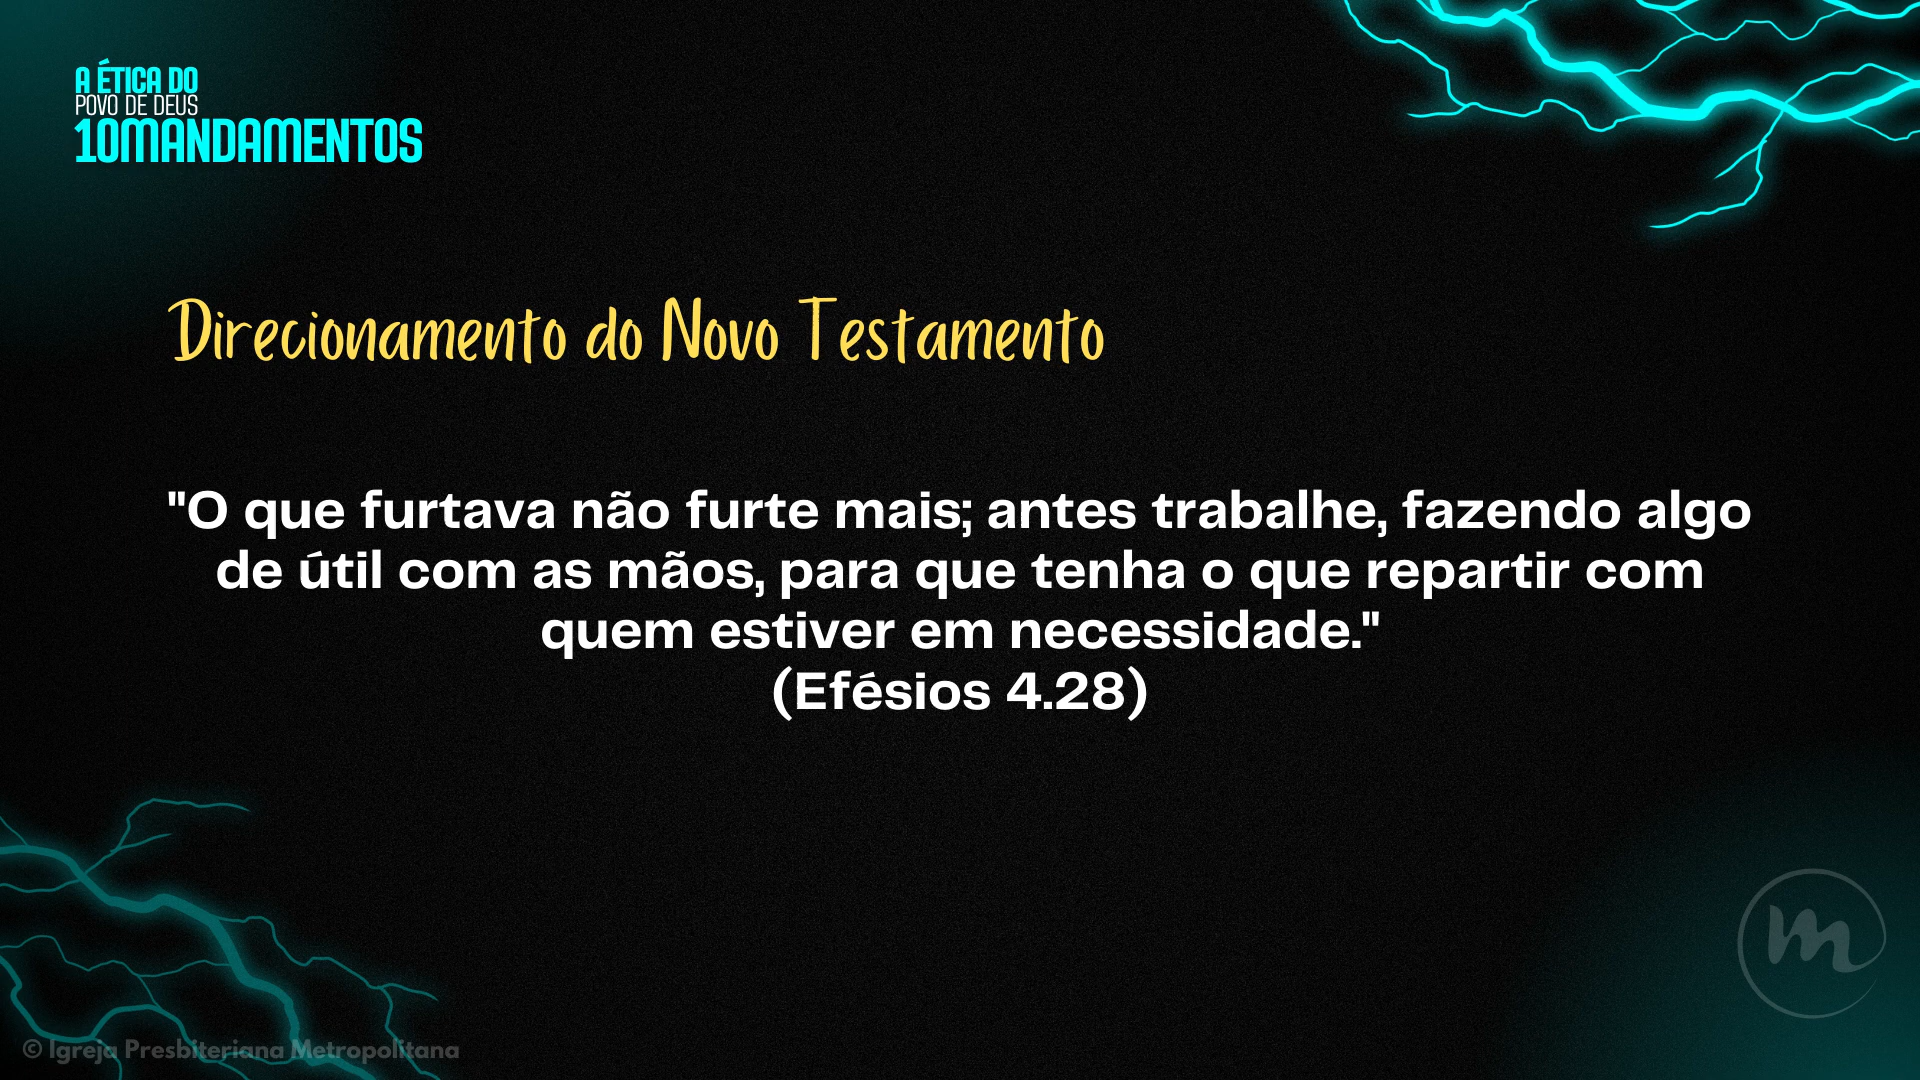 A ÉTICA DO
POVO DE DEUS
10MANDAMENTOS
Direcionamento do Novo Testamento
"O que furtava não furte mais; antes trabalhe, fazendo algo
de útil com as mãos, para que tenha o que repartir com
quem estiver em necessidade."
(Efésios 4.28)
m
© Igreja Presbiteriana Metropolitana